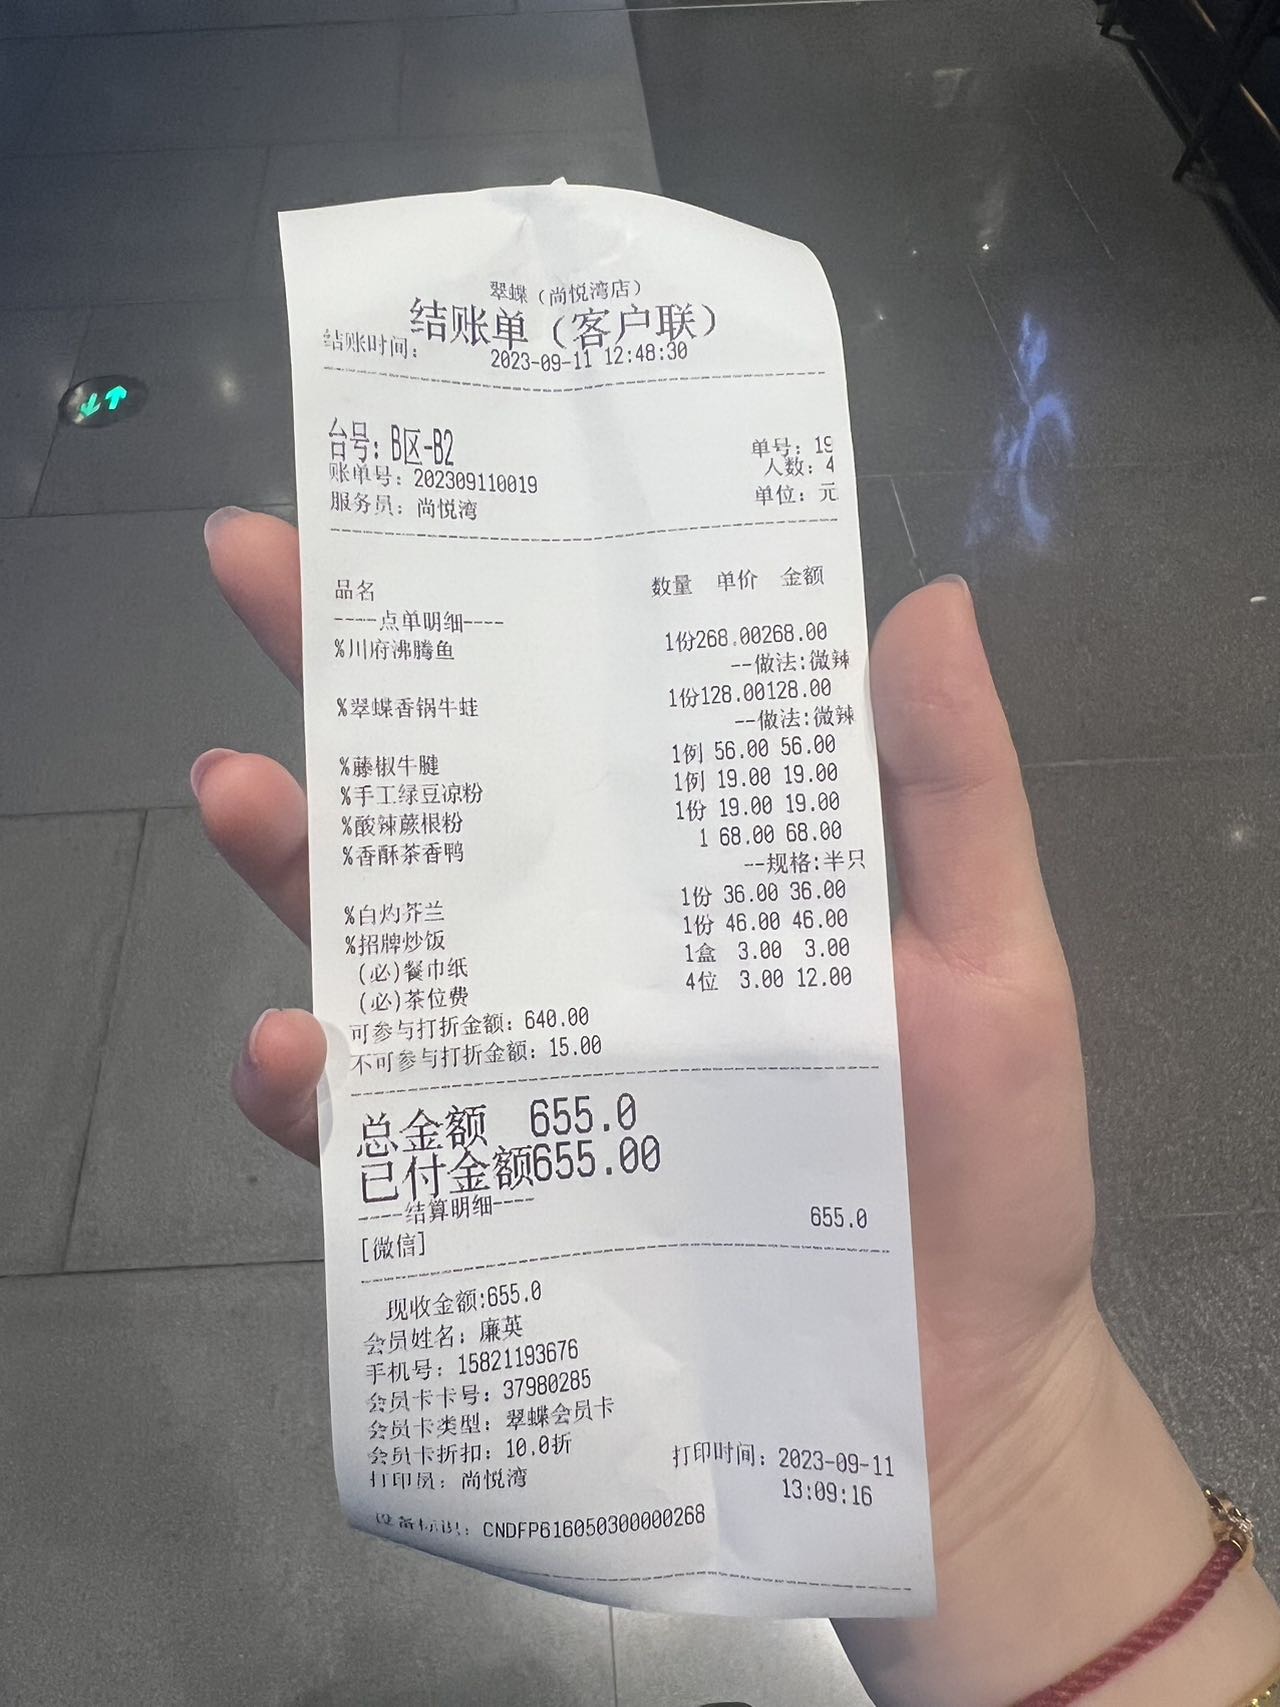 翠蝶（尚悦湾店）
结账单（客户联）
结账时间： 2023-09-11 12:48:30
台号：B区-B2 单号：19
账单号：202309110019 人数：4
服务员：尚悦湾 单位：元
品名 数量 单价 金额
----点单明细----
%川府沸腾鱼 1份268.00268.00
--做法:微辣
%翠蝶香锅牛蛙 1份128.00128.00
--做法:微辣
%藤椒牛腱 1例 56.00 56.00
%手工绿豆凉粉 1例 19.00 19.00
%酸辣蕨根粉 1份 19.00 19.00
%香酥茶香鸭 1 68.00 68.00
--规格:半只
%白灼芥兰 1份 36.00 36.00
%招牌炒饭 1份 46.00 46.00
(必)餐巾纸 1盒 3.00 3.00
(必)茶位费 4位 3.00 12.00
可参与打折金额：640.00
不可参与打折金额：15.00
总金额 655.0
已付金额655.00
----结算明细----
[微信] 655.0
现收金额:655.0
会员姓名：廉英
手机号：15821193676
会员卡卡号：37980285
会员卡类型：翠蝶会员卡
会员卡折扣：10.0折
打印员：尚悦湾 打印时间：2023-09-11
13:09:16
设备标识：CNDFP616050300000268